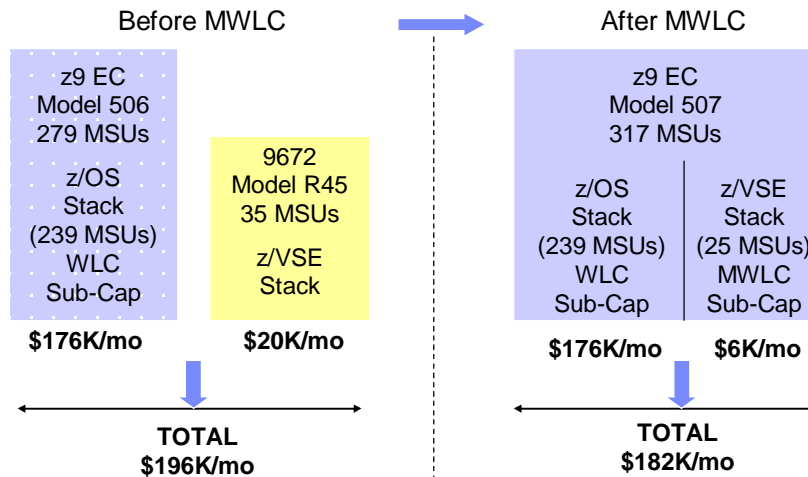 Before MWLC
After MWLC
z9 EC
Model 506
279 MSUs
z/OS
Stack
(239 MSUs)
WLC
Sub-Cap
9672
Model R45
35 MSUs
z/VSE
Stack
$176K/mo
$20K/mo
TOTAL
$196K/mo
z9 EC
Model 507
317 MSUs
z/OS
Stack
(239 MSUs)
WLC
Sub-Cap
z/VSE
Stack
(25 MSUs)
MWLC
Sub-Cap
$176K/mo
$6K/mo
TOTAL
$182K/mo